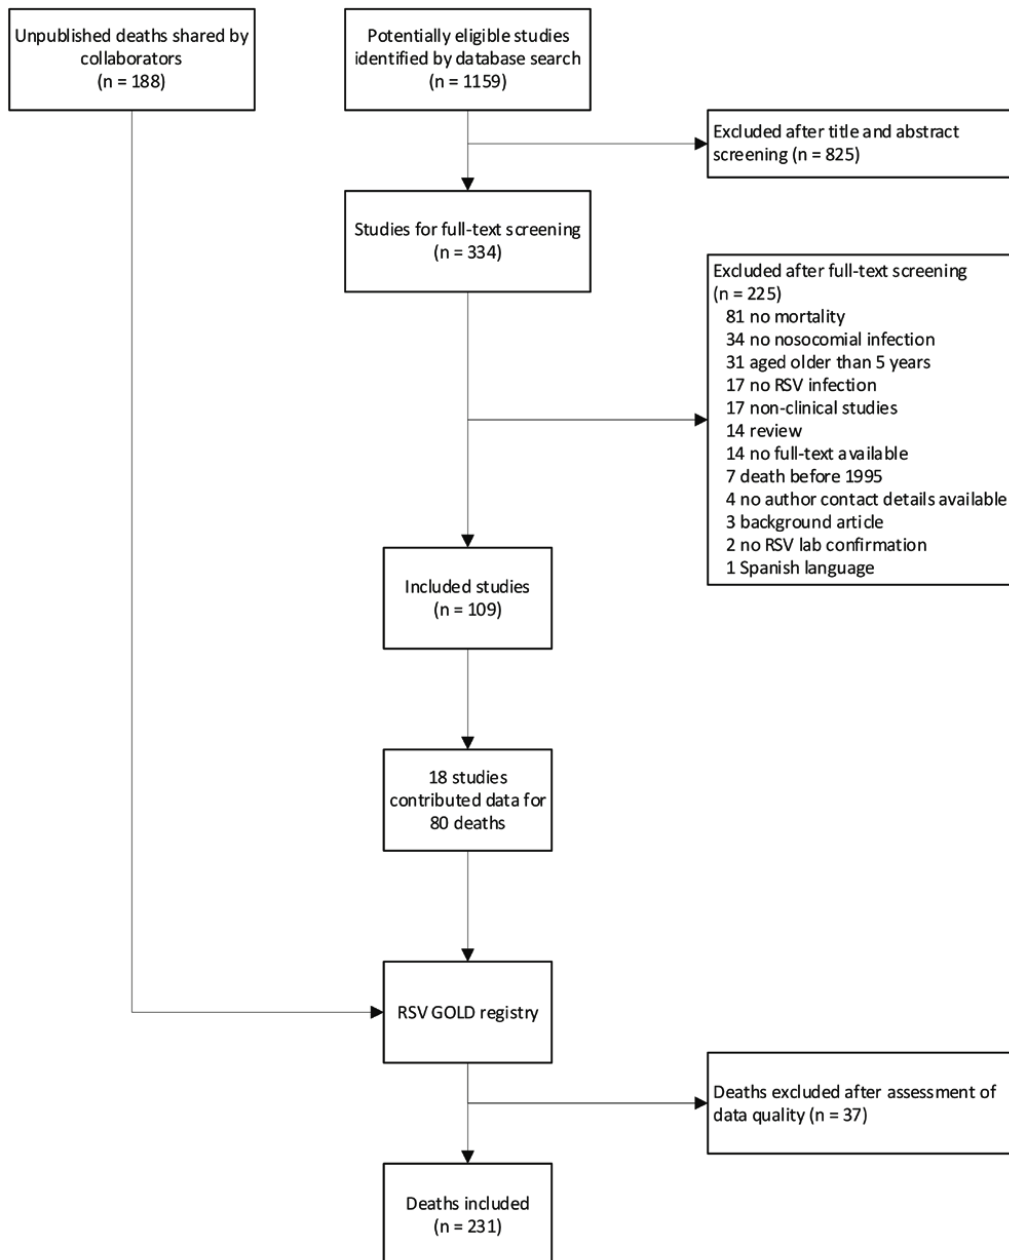 Unpublished deaths shared by
collaborators
(n = 188)
Potentially eligible studies
identified by database search
(n = 1159)
Excluded after title and abstract
screening (n = 825)
Studies for full-text screening
(n = 334)
Excluded after full-text screening
(n = 225)
81 no mortality
34 no nosocomial infection
31 aged older than 5 years
17 no RSV infection
17 non-clinical studies
14 review
14 no full-text available
7 death before 1995
4 no author contact details available
3 background article
2 no RSV lab confirmation
1 Spanish language
Included studies
(n = 109)
18 studies
contributed data for
80 deaths
RSV GOLD registry
Deaths excluded after assessment of
data quality (n = 37)
Deaths included
(n = 231)